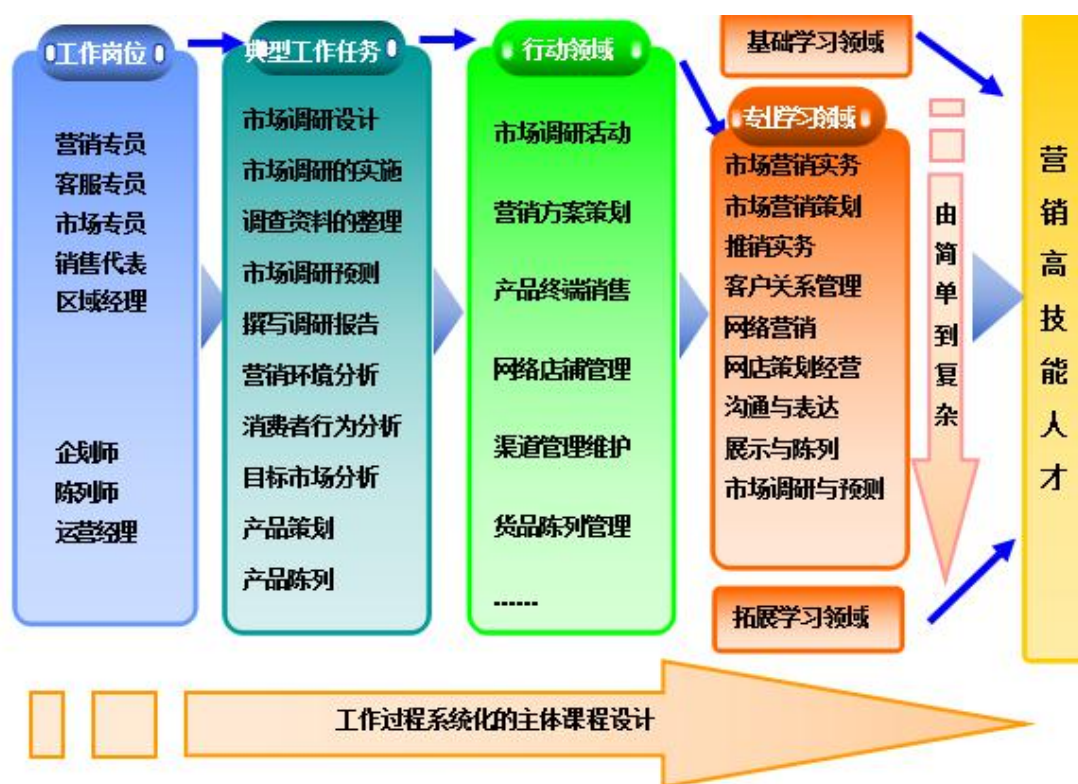 工作岗位
营销专员
客服专员
市场专员
销售代表
区域经理
企划师
陈列师
运营经理
典型工作任务
市场调研设计
市场调研的实施
调查资料的整理
市场调研预测
撰写调研报告
营销环境分析
消费者行为分析
目标市场分析
产品策划
产品陈列
行动领域
市场调研活动
营销方案策划
产品终端销售
网络店铺管理
渠道管理维护
货品陈列管理
......
基础学习领域
专业学习领域
市场营销实务
市场营销策划
推销实务
客户关系管理
网络营销
网店策划经营
沟通与表达
展示与陈列
市场调研与预测
拓展学习领域
由简单到复杂
营销高技能人才
工作过程系统化的主体课程设计